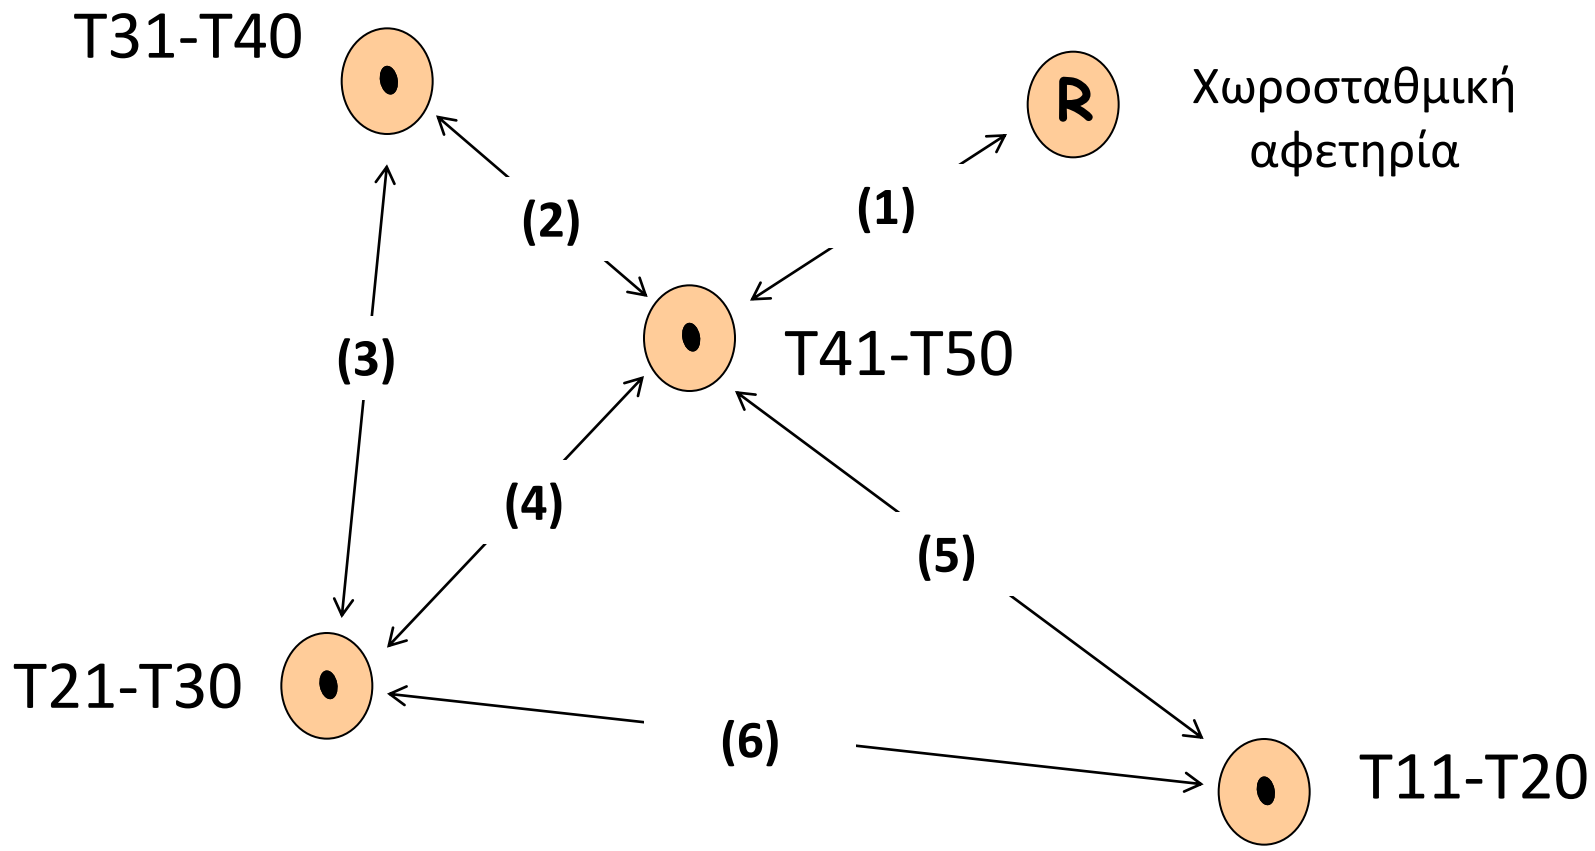 T31-T40
R
Χωροσταθμική
αφετηρία
(1)
(2)
T41-T50
(3)
(4)
(5)
T21-T30
(6)
T11-T20